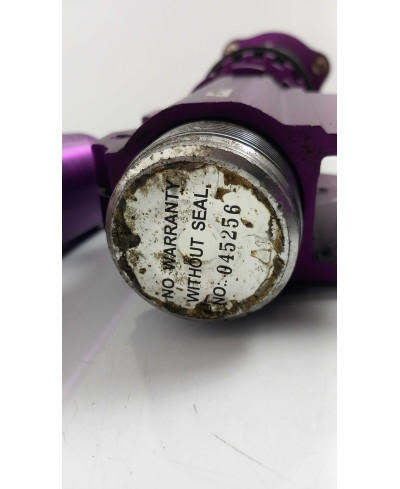 NO WARRANTY
WITHOUT SEAL.
NO: 045256